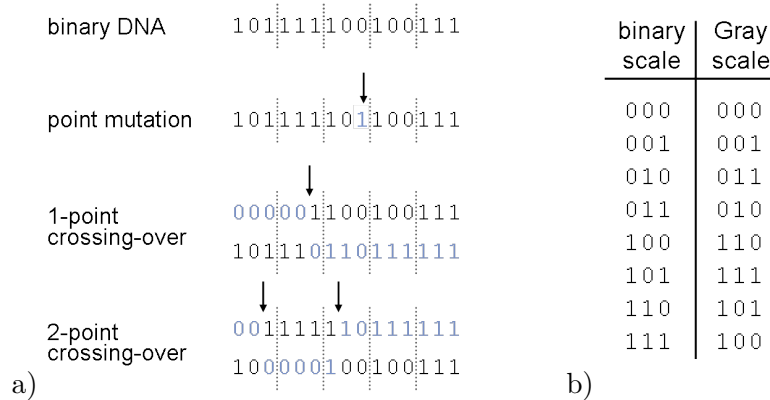 binary DNA 101111100100111
point mutation 101111101100111
1-point
crossing-over
000001100100111
101110110111111
2-point
crossing-over
001111110111111
100000100100111
a)
binary scale Gray scale
000 000
001 001
010 011
011 010
100 110
101 111
110 101
111 100
b)